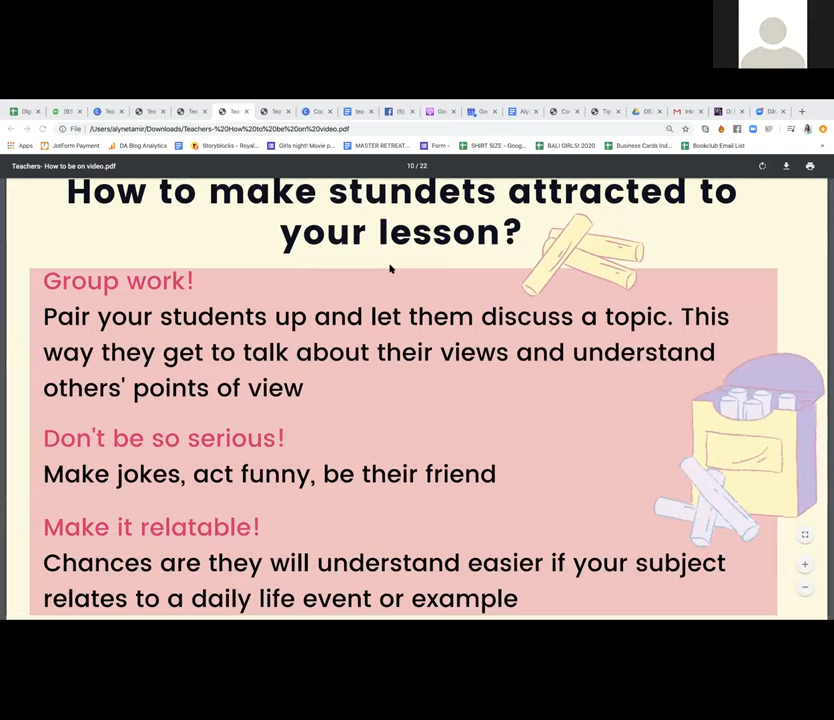 /Users/alynetamir/Downloads/Teachers-%20How%20to%20be%20on%20video.pdf
File
Apps
JotForm Payment
DA Blog Analytics
Storyblocks - Royal...
Girls night! Movie p...
MASTER RETREAT...
Form -
SHIRT SIZE - Goog...
BALI GIRLS! 2020
Business Cards Ind...
Bookclub Email List
Teachers- How to be on video.pdf
10 / 22
How to make stundets attracted to
your lesson?
Group work!
Pair your students up and let them discuss a topic. This
way they get to talk about their views and understand
others' points of view
Don't be so serious!
Make jokes, act funny, be their friend
Make it relatable!
Chances are they will understand easier if your subject
relates to a daily life event or example